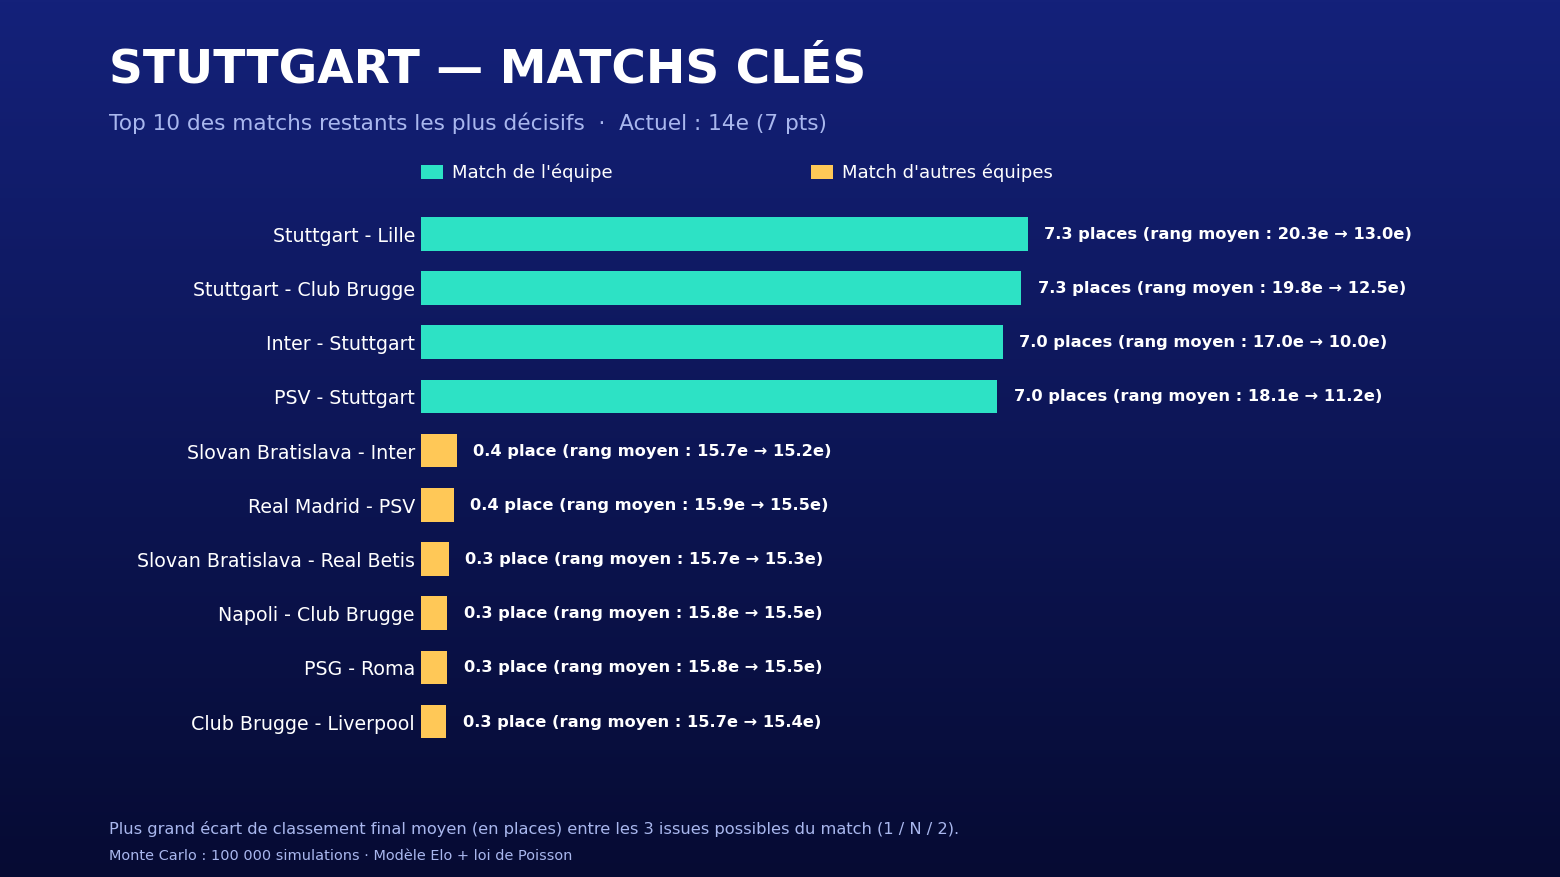 STUTTGART — MATCHS CLÉS
Top 10 des matchs restants les plus décisifs · Actuel : 14e (7 pts)
Match de l'équipe
Match d'autres équipes
Stuttgart - Lille 7.3 places (rang moyen : 20.3e → 13.0e)
Stuttgart - Club Brugge 7.3 places (rang moyen : 19.8e → 12.5e)
Inter - Stuttgart 7.0 places (rang moyen : 17.0e → 10.0e)
PSV - Stuttgart 7.0 places (rang moyen : 18.1e → 11.2e)
Slovan Bratislava - Inter 0.4 place (rang moyen : 15.7e → 15.2e)
Real Madrid - PSV 0.4 place (rang moyen : 15.9e → 15.5e)
Slovan Bratislava - Real Betis 0.3 place (rang moyen : 15.7e → 15.3e)
Napoli - Club Brugge 0.3 place (rang moyen : 15.8e → 15.5e)
PSG - Roma 0.3 place (rang moyen : 15.8e → 15.5e)
Club Brugge - Liverpool 0.3 place (rang moyen : 15.7e → 15.4e)
Plus grand écart de classement final moyen (en places) entre les 3 issues possibles du match (1 / N / 2).
Monte Carlo : 100 000 simulations · Modèle Elo + loi de Poisson